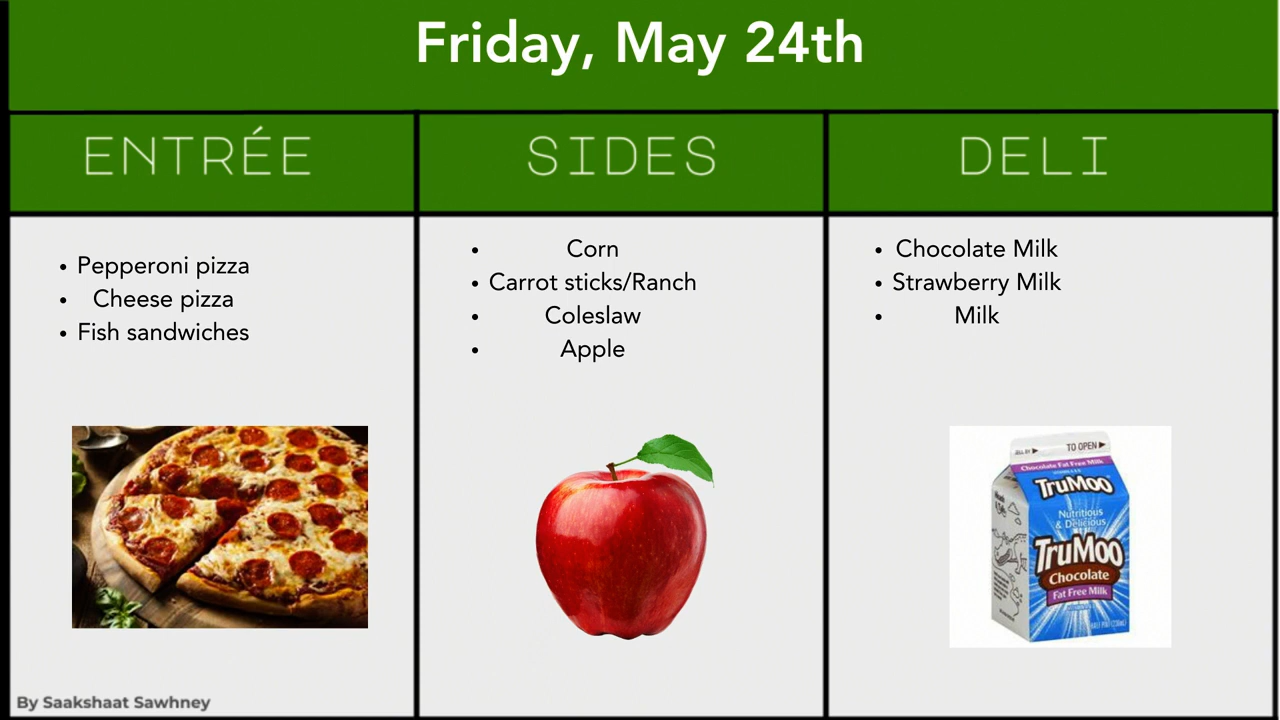 Friday, May 24th
ENTRÉE
SIDES
DELI
• Pepperoni pizza
• Cheese pizza
• Fish sandwiches
• Corn
• Carrot sticks/Ranch
• Coleslaw
• Apple
• Chocolate Milk
• Strawberry Milk
• Milk
TO OPEN
Chocolate Fat Free Milk
TruMoo
Nutritious
& Delicious
TruMoo
Chocolate
Fat Free Milk
By Saakshaat Sawhney